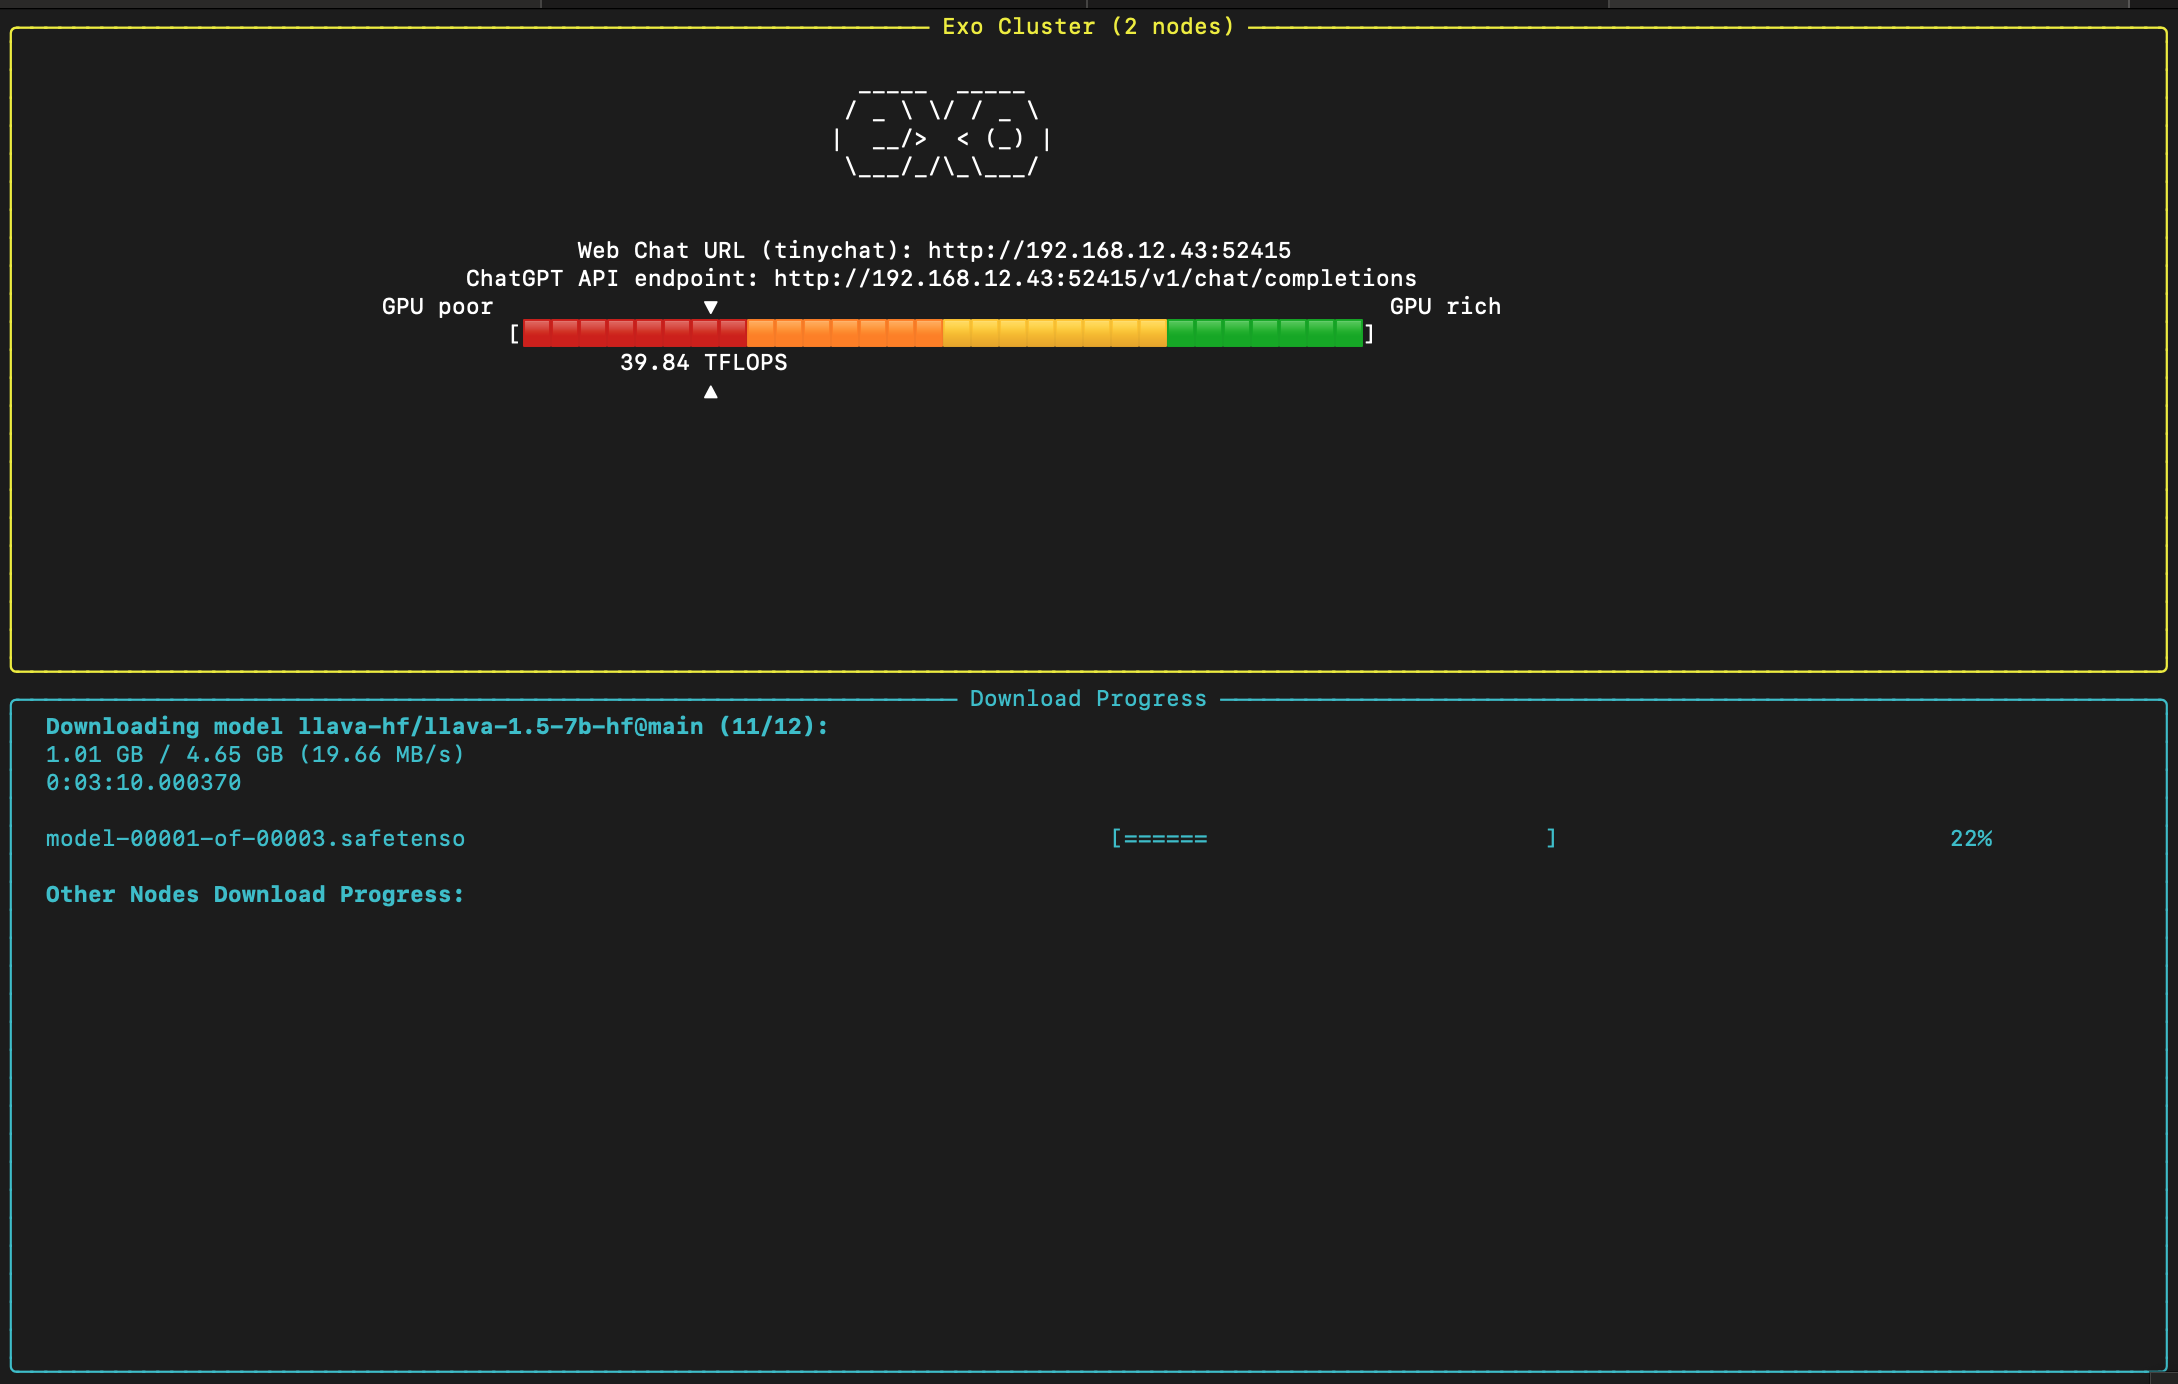 Exo Cluster (2 nodes)
  _____  _____
 / _ \ \/ / _ \
|  __/>  < (_) |
 \___/_/\_\___/
Web Chat URL (tinychat): http://192.168.12.43:52415
ChatGPT API endpoint: http://192.168.12.43:52415/v1/chat/completions
GPU poor ▼ GPU rich
[ ]
39.84 TFLOPS
▲
Download Progress
Downloading model llava-hf/llava-1.5-7b-hf@main (11/12):
1.01 GB / 4.65 GB (19.66 MB/s)
0:03:10.000370
model-00001-of-00003.safetenso [====== ] 22%
Other Nodes Download Progress: